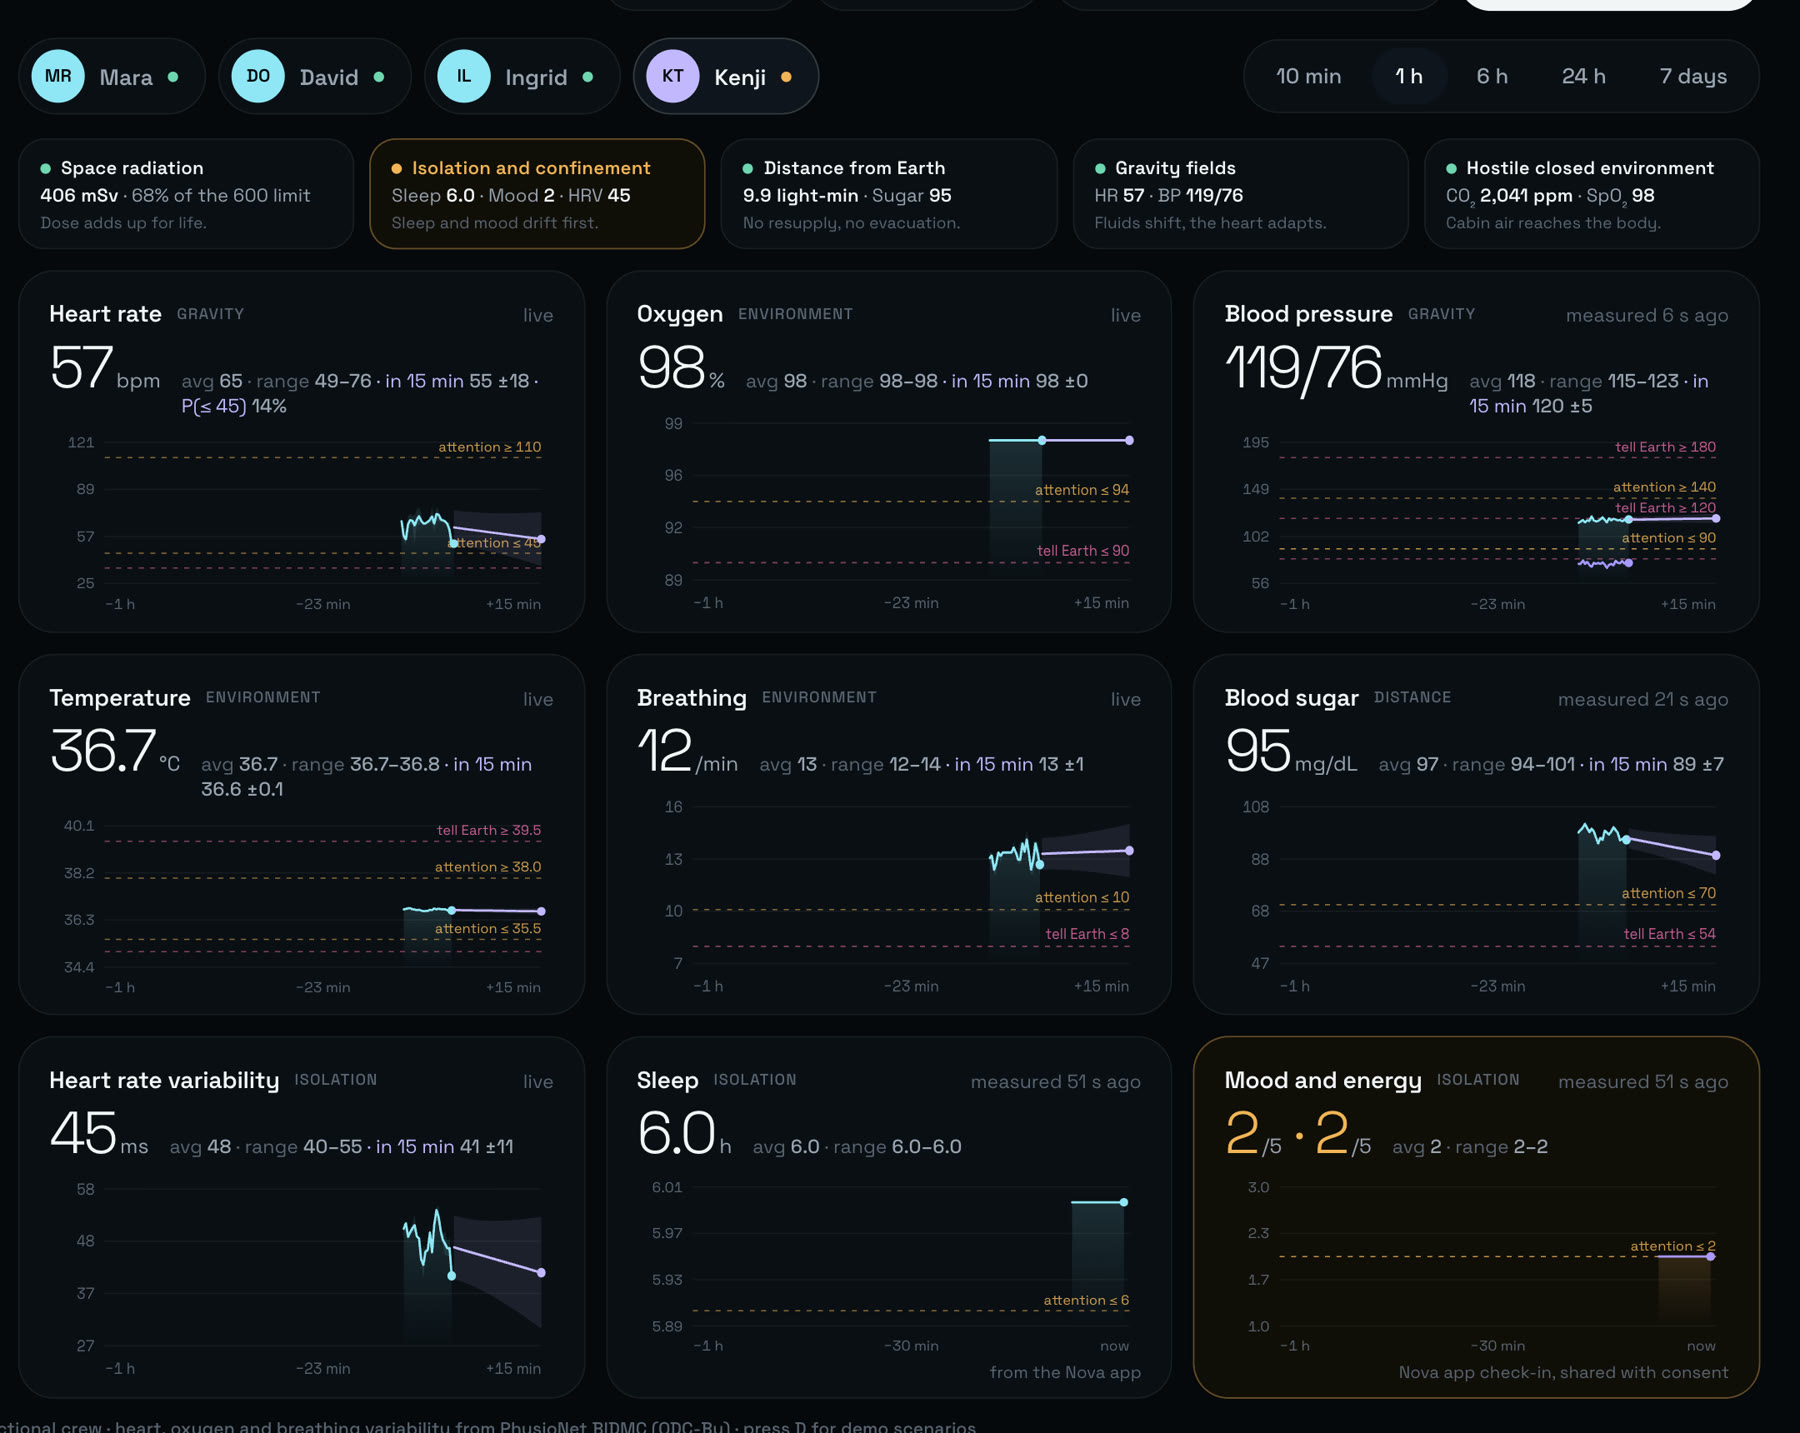 MR Mara
DO David
IL Ingrid
KT Kenji
10 min 1 h 6 h 24 h 7 days
Space radiation
406 mSv · 68% of the 600 limit
Dose adds up for life.
Isolation and confinement
Sleep 6.0 · Mood 2 · HRV 45
Sleep and mood drift first.
Distance from Earth
9.9 light-min · Sugar 95
No resupply, no evacuation.
Gravity fields
HR 57 · BP 119/76
Fluids shift, the heart adapts.
Hostile closed environment
CO₂ 2,041 ppm · SpO₂ 98
Cabin air reaches the body.
Heart rate GRAVITY live
57 bpm avg 65 · range 49–76 · in 15 min 55 ±18 ·
P(≤ 45) 14%
121
attention ≥ 110
89
57
attention ≤ 45
25
−1 h −23 min +15 min
Oxygen ENVIRONMENT live
98 % avg 98 · range 98–98 · in 15 min 98 ±0
99
96
attention ≤ 94
92
tell Earth ≤ 90
89
−1 h −23 min +15 min
Blood pressure GRAVITY measured 6 s ago
119/76 mmHg avg 118 · range 115–123 · in
15 min 120 ±5
195
tell Earth ≥ 180
149
attention ≥ 140
tell Earth ≥ 120
102
attention ≤ 90
56
−1 h −23 min +15 min
Temperature ENVIRONMENT live
36.7 °C avg 36.7 · range 36.7–36.8 · in 15 min
36.6 ±0.1
40.1
tell Earth ≥ 39.5
38.2
attention ≥ 38.0
36.3
attention ≤ 35.5
34.4
−1 h −23 min +15 min
Breathing ENVIRONMENT live
12 /min avg 13 · range 12–14 · in 15 min 13 ±1
16
13
attention ≤ 10
10
tell Earth ≤ 8
7
−1 h −23 min +15 min
Blood sugar DISTANCE measured 21 s ago
95 mg/dL avg 97 · range 94–101 · in 15 min 89 ±7
108
88
attention ≤ 70
68
tell Earth ≤ 54
47
−1 h −23 min +15 min
Heart rate variability ISOLATION live
45 ms avg 48 · range 40–55 · in 15 min 41 ±11
58
48
37
27
−1 h −23 min +15 min
Sleep ISOLATION measured 51 s ago
6.0 h avg 6.0 · range 6.0–6.0
6.01
5.97
5.93
attention ≤ 6
5.89
−1 h −30 min now
from the Nova app
Mood and energy ISOLATION measured 51 s ago
2 /5 · 2 /5 avg 2 · range 2–2
3.0
2.3
attention ≤ 2
1.7
1.0
−1 h −30 min now
Nova app check-in, shared with consent
crew · heart, oxygen and breathing variability from PhysioNet BIDMC (ODC-By) · press D for demo scenarios